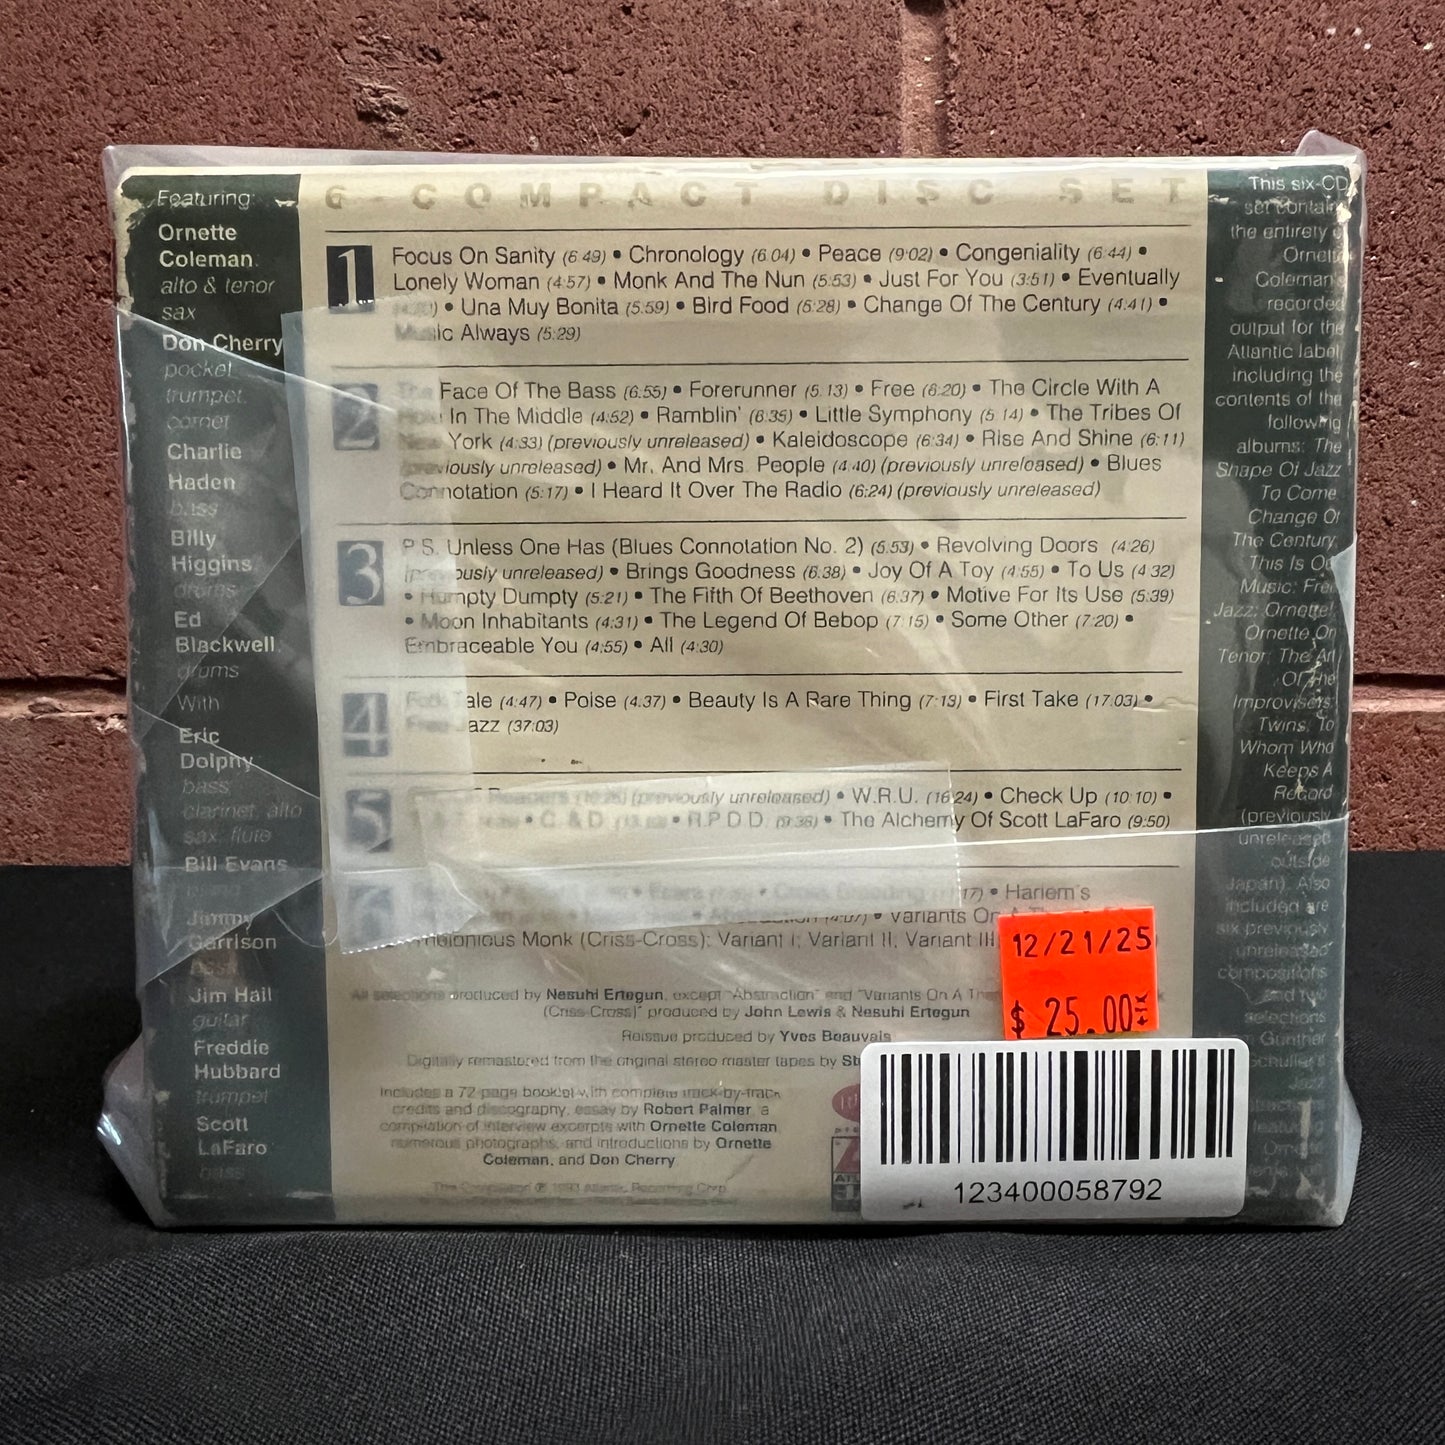 Featuring:
Ornette
Coleman
alto & tenor
sax
Don Cherry
pocket
trumpet,
cornet
Charlie
Haden
bass
Billy
Higgins
drums
Ed
Blackwell
drums
With
Eric
Dolphy
bass
clarinet, alto
sax, flute
Bill Evans
Jimmy
Garrison
bass
Jim Hall
guitar
Freddie
Hubbard
trumpet
Scott
LaFaro
bass
6-COMPACT DISC SET
1
Focus On Sanity (6:49) • Chronology (6:04) • Peace (9:02) • Congeniality (6:44) •
Lonely Woman (4:57) • Monk And The Nun (5:53) • Just For You (3:51) • Eventually
• Una Muy Bonita (5:59) • Bird Food (5:28) • Change Of The Century (4:41) •
Music Always (5:29)
2
The Face Of The Bass (6:55) • Forerunner (5:13) • Free (6:20) • The Circle With A
Hole In The Middle (4:52) • Ramblin' (6:35) • Little Symphony (5:14) • The Tribes Of
New York (4:33) (previously unreleased) • Kaleidoscope (6:34) • Rise And Shine (6:11)
(previously unreleased) • Mr. And Mrs. People (4:40) (previously unreleased) • Blues
Connotation (5:17) • I Heard It Over The Radio (6:24) (previously unreleased)
3
P.S. Unless One Has (Blues Connotation No. 2) (5:53) • Revolving Doors (4:26)
(previously unreleased) • Brings Goodness (6:38) • Joy Of A Toy (4:55) • To Us (4:32)
• Humpty Dumpty (5:21) • The Fifth Of Beethoven (6:37) • Motive For Its Use (5:39)
• Moon Inhabitants (4:31) • The Legend Of Bebop (7:15) • Some Other (7:20) •
Embraceable You (4:55) • All (4:30)
4
Folk Tale (4:47) • Poise (4:37) • Beauty Is A Rare Thing (7:13) • First Take (17:03) •
Free Jazz (37:03)
5
Readers (previously unreleased) • W.R.U. (16:24) • Check Up (10:10) •
• C. & D. • R.P.D.D. (9:36) • The Alchemy Of Scott LaFaro (9:50)
6
• Cross Breeding • Harlem's
• Abstraction (4:07) • Variants On A
Thelonious Monk (Criss-Cross): Variant I; Variant II, Variant III
All selections produced by Nesuhi Ertegun, except "Abstraction" and "Variants On A
(Criss-Cross)" produced by John Lewis & Nesuhi Ertegun
Reissue produced by Yves Beauvais
Digitally remastered from the original stereo master tapes by
Includes a 72-page booklet with complete track-by-track
credits and discography, essay by Robert Palmer, a
compilation of interview excerpts with Ornette Coleman,
numerous photographs, and introductions by Ornette
Coleman, and Don Cherry
This Compilation ℗ 1993 Atlantic Recording Corp.
This six-CD
set contains
the entirety of
Ornette
Coleman's
recorded
output for the
Atlantic label,
including the
contents of the
following
albums: The
Shape Of Jazz
To Come,
Change Of
The Century,
This Is Our
Music, Free
Jazz, Ornette!,
Ornette On
Tenor, The Art
Of The
Improvisers,
Twins, To
Whom Who
Keeps A
Record
(previously
unreleased
outside
Japan). Also
included are
six previously
unreleased
compositions
and two
selections
Gunther
Schuller's
Jazz
12/21/25
$ 25.00
123400058792